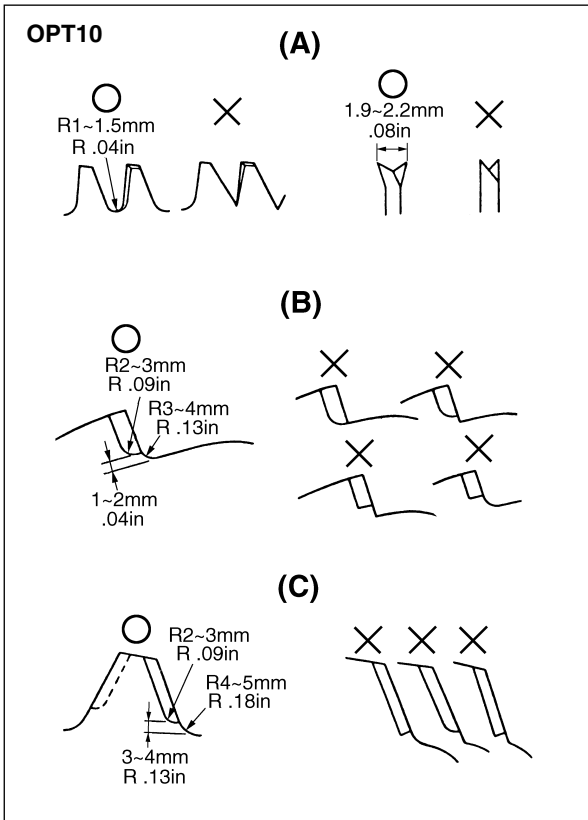 OPT10
(A)
R1~1.5mm
R .04in
1.9~2.2mm
.08in
(B)
R2~3mm
R .09in
R3~4mm
R .13in
1~2mm
.04in
(C)
R2~3mm
R .09in
R4~5mm
R .18in
3~4mm
R .13in